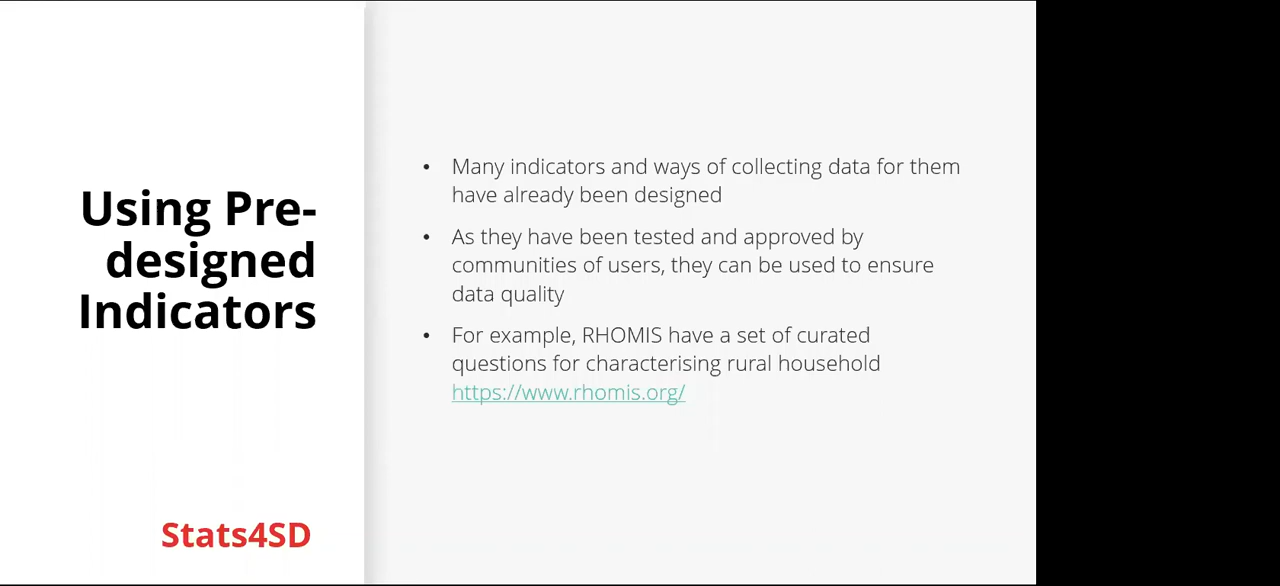 Using Pre-
designed
Indicators
• Many indicators and ways of collecting data for them
have already been designed
• As they have been tested and approved by
communities of users, they can be used to ensure
data quality
• For example, RHOMIS have a set of curated
questions for characterising rural household
https://www.rhomis.org/
Stats4SD